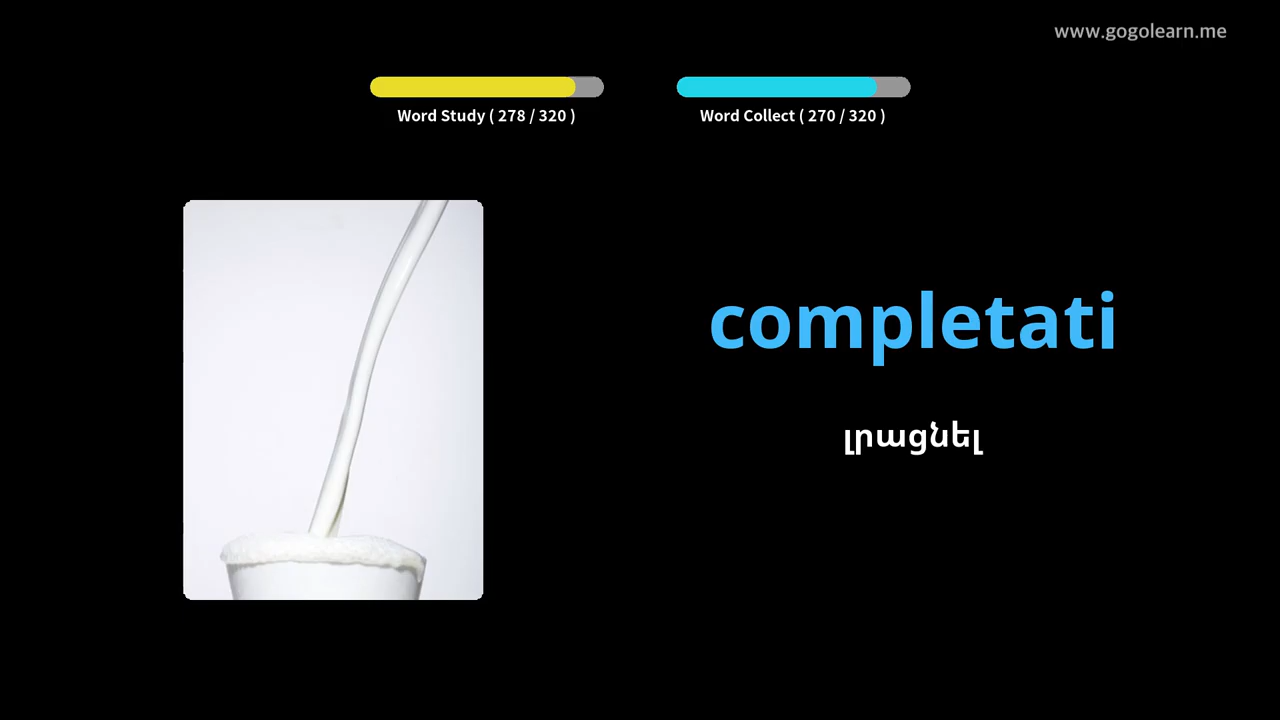 www.gogolearn.me
Word Study ( 278 / 320 )
Word Collect ( 270 / 320 )
completati
լրացնել